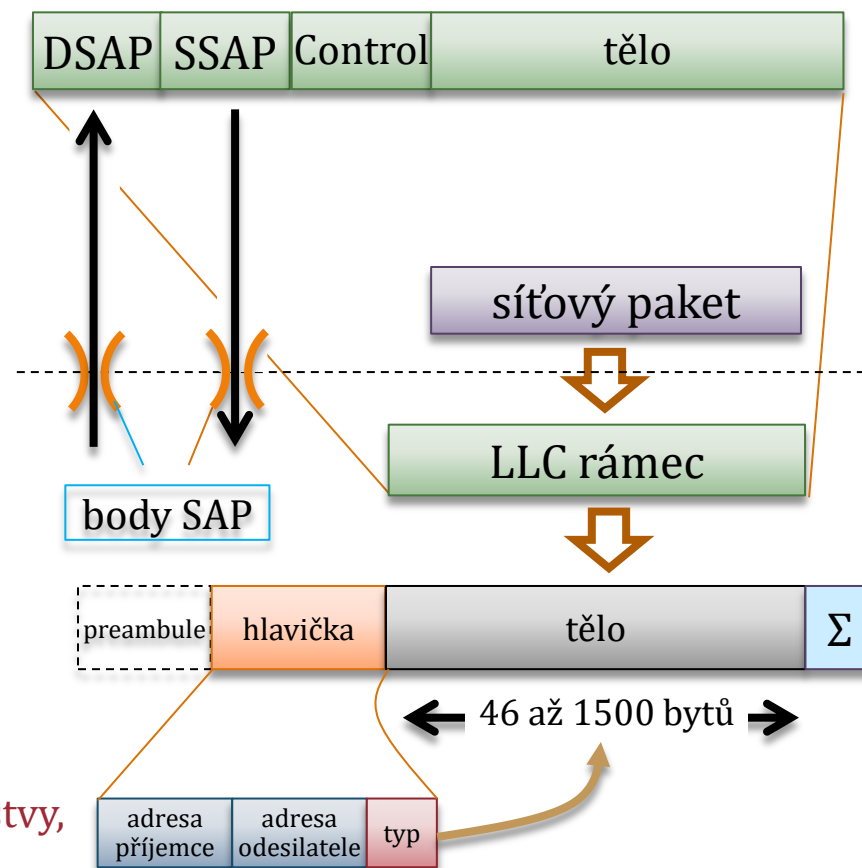 DSAP SSAP Control tělo
síťový paket
LLC rámec
body SAP
preambule hlavička tělo Σ
46 až 1500 bytů
stvy,
adresa příjemce
adresa odesilatele
typ